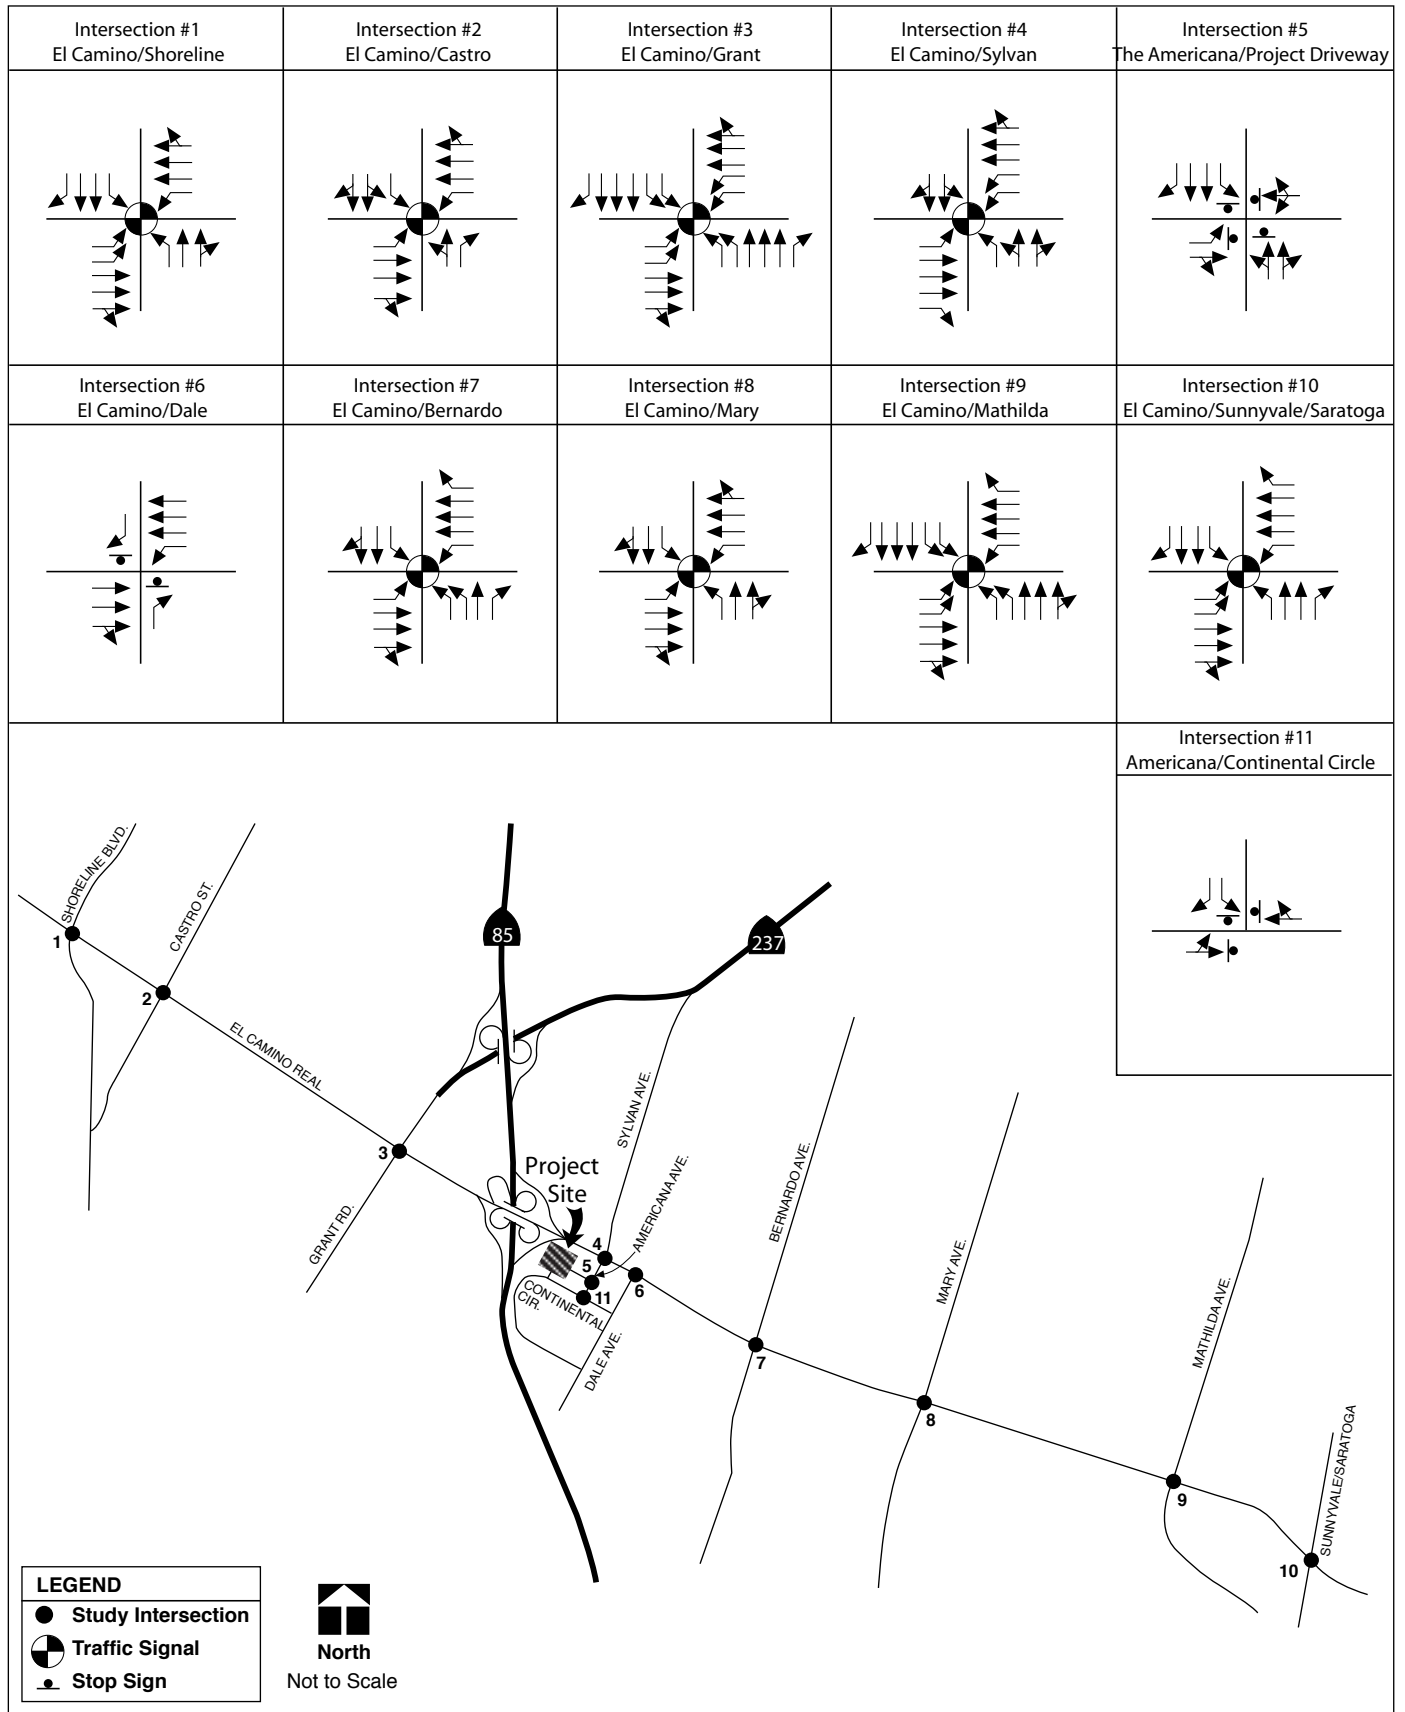 Intersection #1
El Camino/Shoreline
Intersection #2
El Camino/Castro
Intersection #3
El Camino/Grant
Intersection #4
El Camino/Sylvan
Intersection #5
The Americana/Project Driveway
Intersection #6
El Camino/Dale
Intersection #7
El Camino/Bernardo
Intersection #8
El Camino/Mary
Intersection #9
El Camino/Mathilda
Intersection #10
El Camino/Sunnyvale/Saratoga
Intersection #11
Americana/Continental Circle
SHORELINE BLVD.
CASTRO ST.
85
237
1
2
EL CAMINO REAL
SYLVAN AVE.
3
Project
Site
AMERICANA AVE.
BERNARDO AVE.
GRANT RD.
4
5
6
11
CONTINENTAL
CIR.
DALE AVE.
MARY AVE.
MATHILDA AVE.
7
8
9
SUNNYVALE/SARATOGA
10
LEGEND
Study Intersection
Traffic Signal
Stop Sign
North
Not to Scale